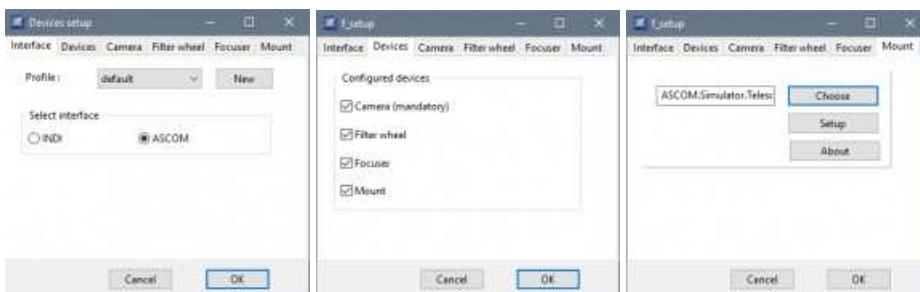 Devices setup
Interface Devices Camera Filter wheel Focuser Mount
Profile : default New
Select interface
INDI ASCOM
Cancel OK
f_setup
Interface Devices Camera Filter wheel Focuser Mount
Configured devices
Camera (mandatory)
Filter wheel
Focuser
Mount
Cancel OK
f_setup
Interface Devices Camera Filter wheel Focuser Mount
ASCOM.Simulator.Telesc Choose
Setup
About
Cancel OK